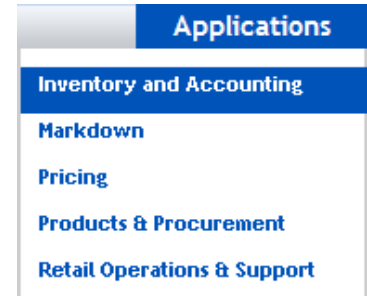 Applications
Inventory and Accounting
Markdown
Pricing
Products & Procurement
Retail Operations & Support